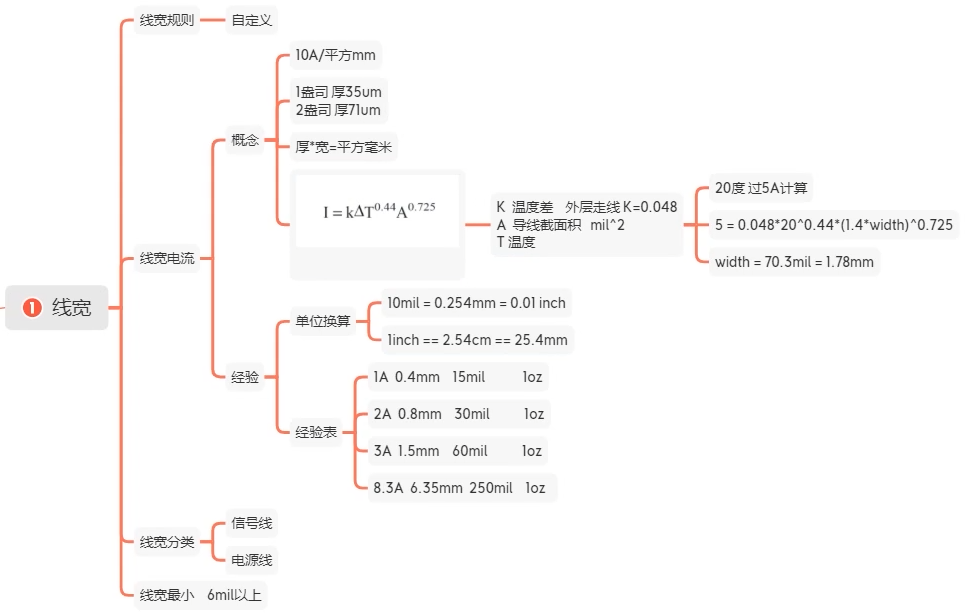 线宽规则
自定义
10A/平方mm
1盎司 厚35um
2盎司 厚71um
概念
厚*宽=平方毫米
I = kΔT^0.44A^0.725
K 温度差 外层走线 K=0.048
A 导线截面积 mil^2
T 温度
20度 过5A计算
5 = 0.048*20^0.44*(1.4*width)^0.725
width = 70.3mil = 1.78mm
线宽电流
1 线宽
单位换算
10mil = 0.254mm = 0.01 inch
1inch == 2.54cm == 25.4mm
经验
经验表
1A 0.4mm 15mil 1oz
2A 0.8mm 30mil 1oz
3A 1.5mm 60mil 1oz
8.3A 6.35mm 250mil 1oz
线宽分类
信号线
电源线
线宽最小 6mil以上